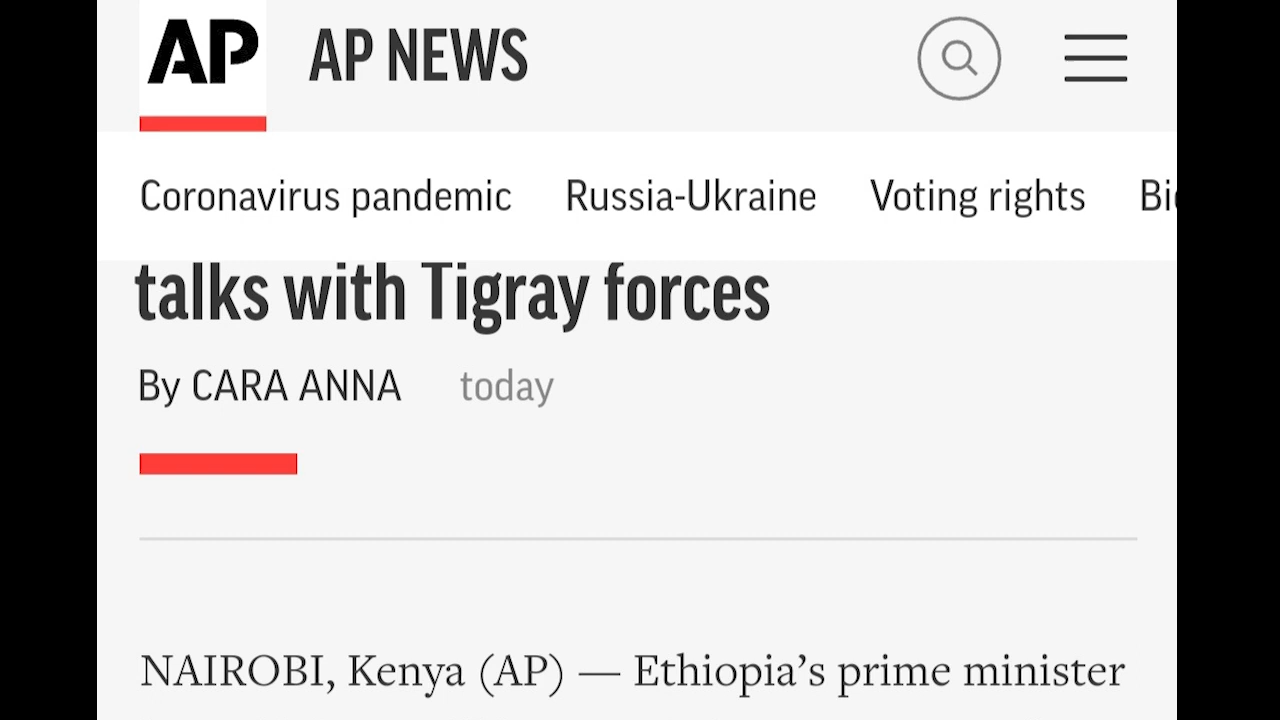 AP AP NEWS
Coronavirus pandemic Russia-Ukraine Voting rights
talks with Tigray forces
By CARA ANNA today
NAIROBI, Kenya (AP) — Ethiopia’s prime minister